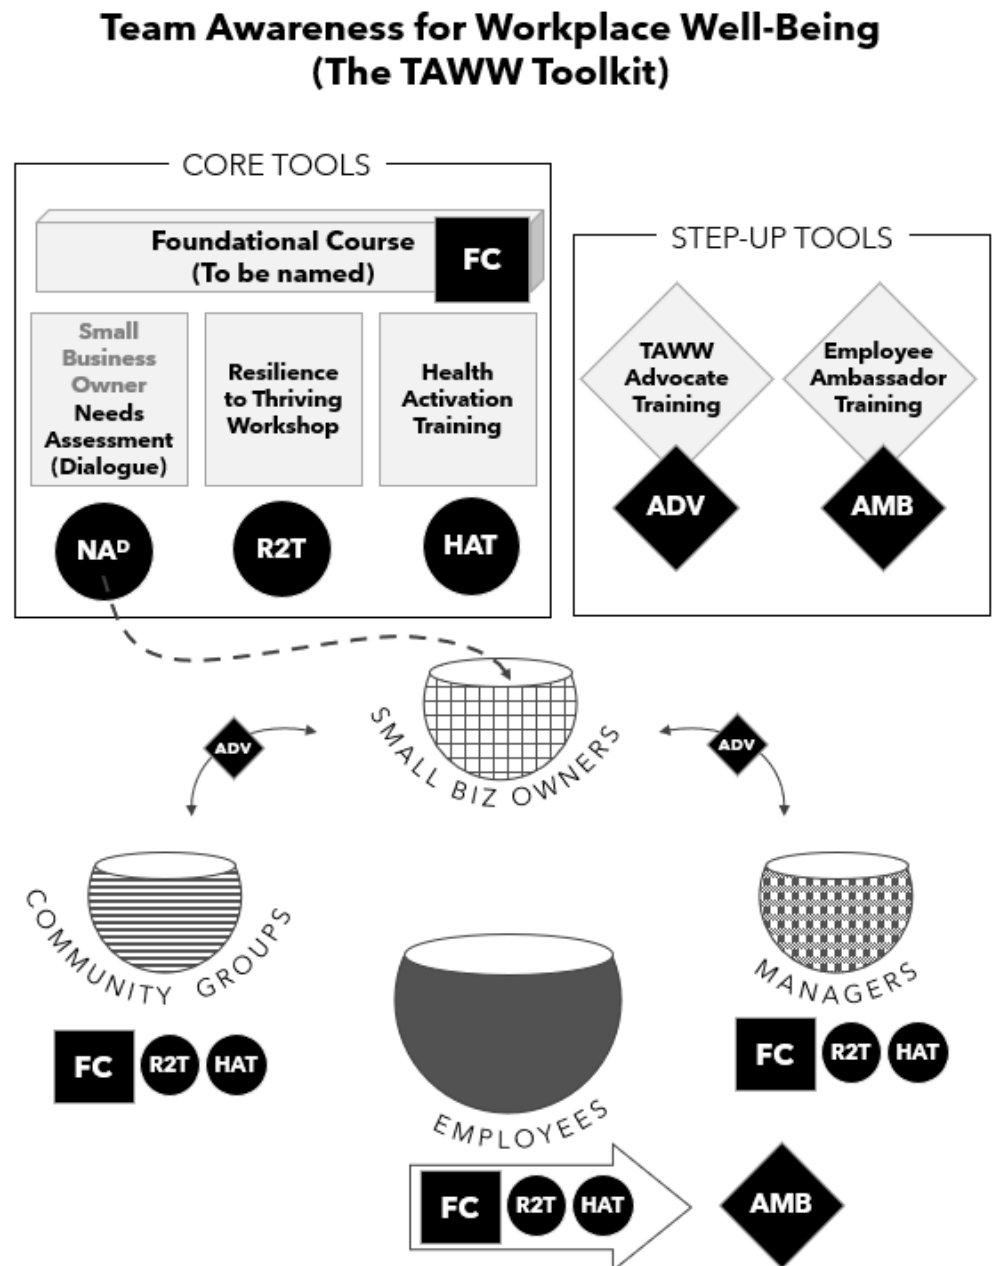 Team Awareness for Workplace Well-Being
(The TAWW Toolkit)
CORE TOOLS
Foundational Course
(To be named)
FC
Small
Business
Owner
Needs
Assessment
(Dialogue)
Resilience
to Thriving
Workshop
Health
Activation
Training
NAᴰ
R2T
HAT
STEP-UP TOOLS
TAWW
Advocate
Training
Employee
Ambassador
Training
ADV
AMB
SMALL BIZ OWNERS
ADV
ADV
COMMUNITY GROUPS
FC
R2T
HAT
MANAGERS
FC
R2T
HAT
EMPLOYEES
FC
R2T
HAT
AMB